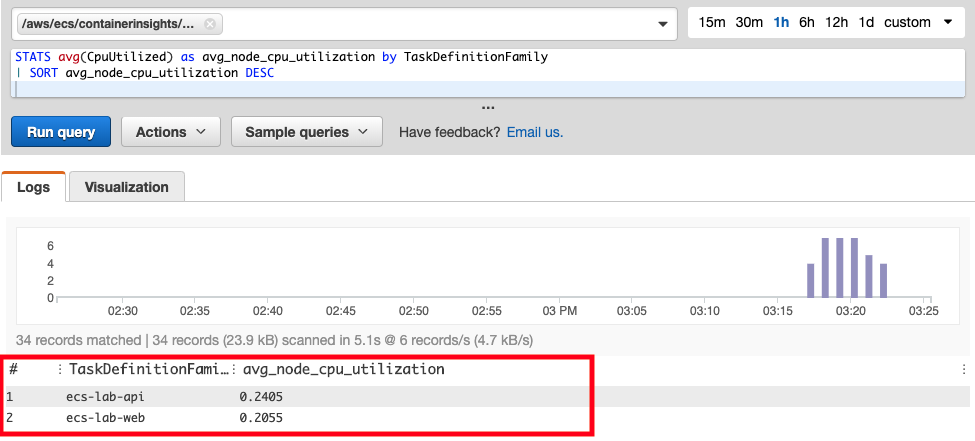 /aws/ecs/containerinsights/...
15m 30m 1h 6h 12h 1d custom
STATS avg(CpuUtilized) as avg_node_cpu_utilization by TaskDefinitionFamily
| SORT avg_node_cpu_utilization DESC
...
Run query Actions Sample queries Have feedback? Email us.
Logs Visualization
6
4
2
0
02:30 02:35 02:40 02:45 02:50 02:55 03 PM 03:05 03:10 03:15 03:20 03:25
34 records matched | 34 records (23.9 kB) scanned in 5.1s @ 6 records/s (4.7 kB/s)
# TaskDefinitionFami... avg_node_cpu_utilization
1 ecs-lab-api 0.2405
2 ecs-lab-web 0.2055